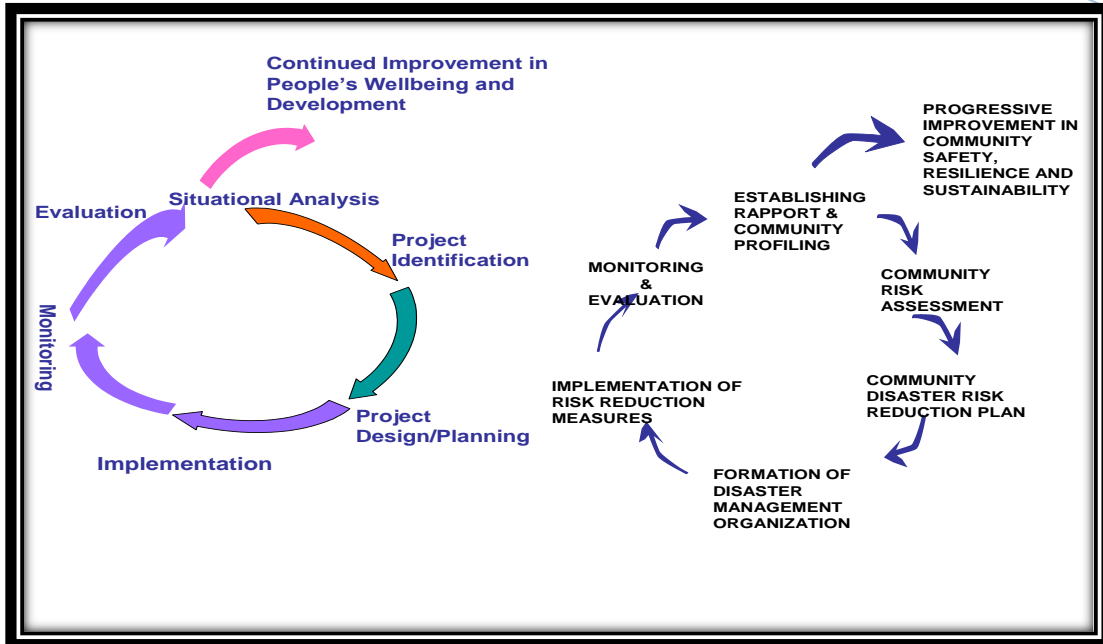 Continued Improvement in
People's Wellbeing and
Development
Situational Analysis
Evaluation
Project
Identification
Monitoring
Project
Design/Planning
Implementation
PROGRESSIVE
IMPROVEMENT IN
COMMUNITY
SAFETY,
RESILIENCE AND
SUSTAINABILITY
ESTABLISHING
RAPPORT &
COMMUNITY
PROFILING
MONITORING
&
EVALUATION
COMMUNITY
RISK
ASSESSMENT
IMPLEMENTATION OF
RISK REDUCTION
MEASURES
COMMUNITY
DISASTER RISK
REDUCTION PLAN
FORMATION OF
DISASTER
MANAGEMENT
ORGANIZATION